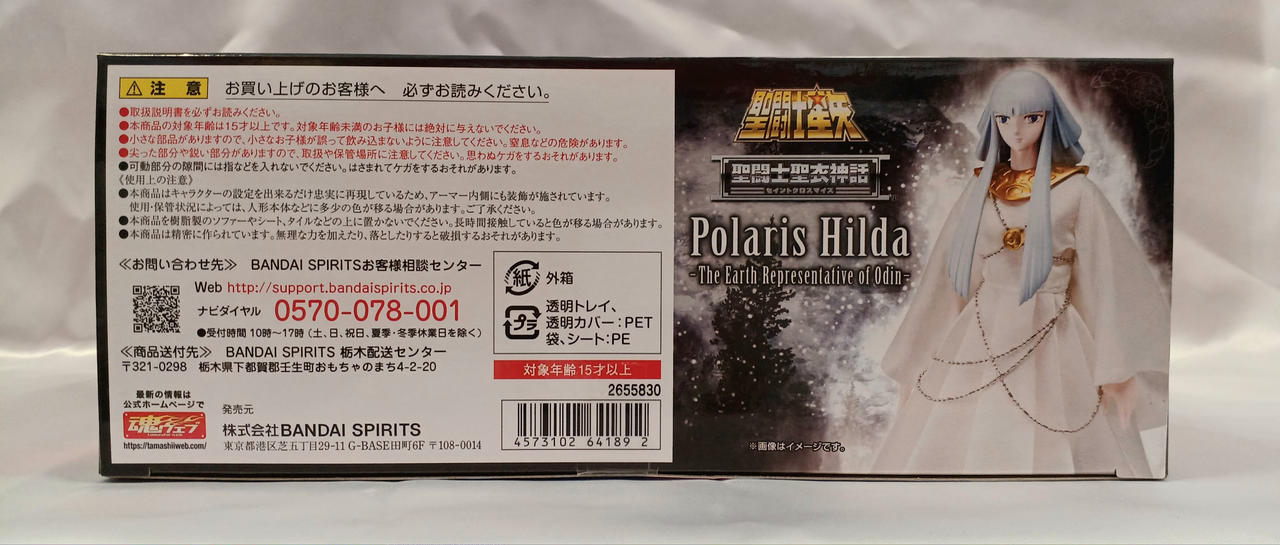 ⚠注 意 お買い上げのお客様へ 必ずお読みください。
●取扱説明書を必ずお読みください。
●本商品の対象年齢は15才以上です。対象年齢未満のお子様には絶対に与えないでください。
●小さな部品がありますので、小さなお子様が誤って飲み込まないように注意してください。窒息などの危険があります。
●尖った部分や鋭い部分がありますので、取扱や保管場所に注意してください。思わぬケガをするおそれがあります。
●可動部分の隙間には指などを入れないでください。はさまれてケガをするおそれがあります。
《使用上の注意》
●本商品はキャラクターの設定を出来るだけ忠実に再現しているため、アーマー内側にも装飾が施されています。
使用・保管状況によっては、人形本体などに多少の色が移る場合があります。ご了承ください。
●本商品を樹脂製のソファーやシート、タイルなどの上に置かないでください。長時間接触していると色が移る場合があります。
●本商品は精密に作られています。無理な力を加えたり、落としたりすると破損するおそれがあります。
≪お問い合わせ先≫ BANDAI SPIRITSお客様相談センター
Web http://support.bandaispirits.co.jp
ナビダイヤル 0570-078-001
●受付時間 10時〜17時(土、日、祝日、夏季・冬季休業日を除く)
≪商品送付先≫ BANDAI SPIRITS 栃木配送センター
〒321-0298 栃木県下都賀郡壬生町おもちゃのまち4-2-20
最新の情報は
公式ホームページで
魂ウェブ
tamashii web
https://tamashiiweb.com/
発売元
株式会社BANDAI SPIRITS
東京都港区芝五丁目29-11 G-BASE田町6F 〒108-0014
紙 外箱
プラ 透明トレイ、
透明カバー:PET
袋、シート:PE
対象年齢15才以上
2655830
4573102 641892
聖闘士星矢
聖闘士聖衣神話
セイントクロスマイス
Polaris Hilda
-The Earth Representative of Odin-
※画像はイメージです。